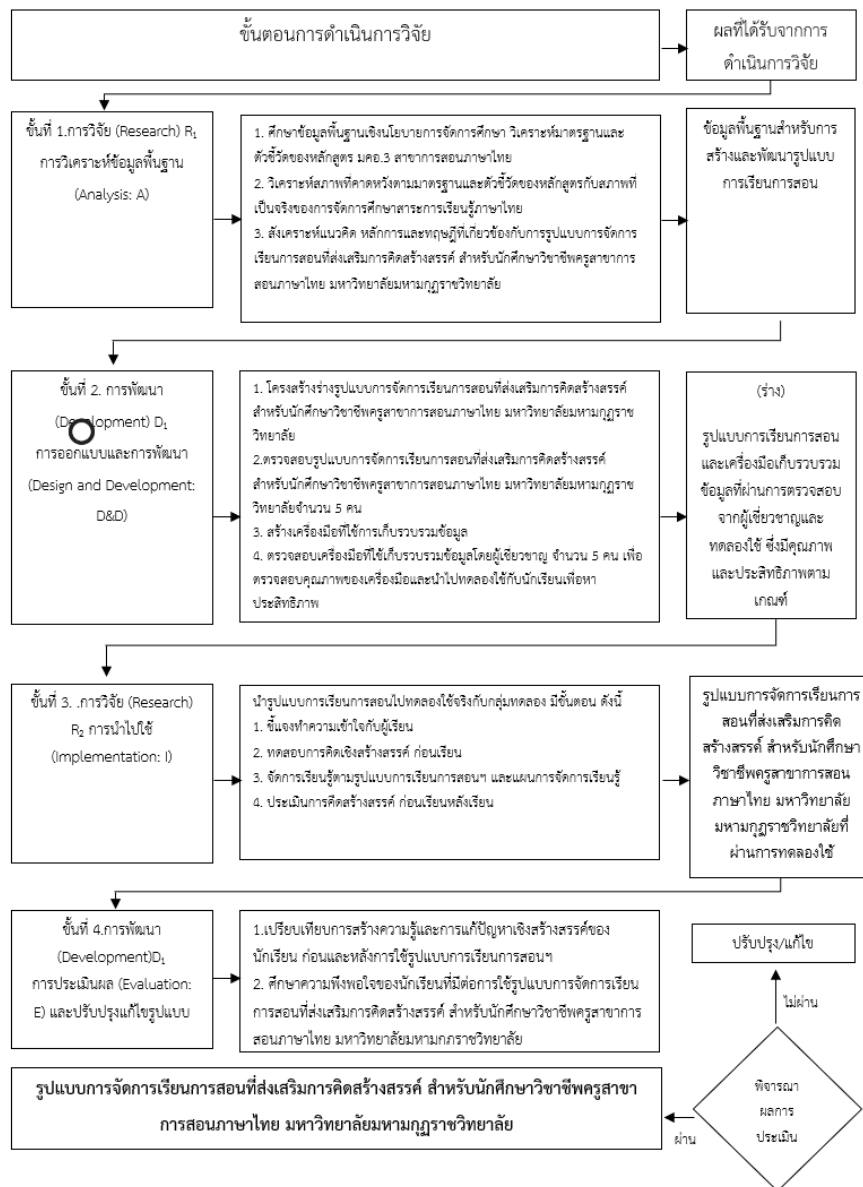 ขั้นตอนการดำเนินการวิจัย
ผลที่ได้รับจากการ
ดำเนินการวิจัย
ขั้นที่ 1.การวิจัย (Research) R₁
การวิเคราะห์ข้อมูลพื้นฐาน
(Analysis: A)
1. ศึกษาข้อมูลพื้นฐานเชิงนโยบายการจัดการศึกษา วิเคราะห์มาตรฐานและ
ตัวชี้วัดของหลักสูตร มคอ.3 สาขาการสอนภาษาไทย
2. วิเคราะห์สภาพที่คาดหวังตามมาตรฐานและตัวชี้วัดของหลักสูตรกับสภาพที่
เป็นจริงของการจัดการศึกษาสาระการเรียนรู้ภาษาไทย
3. สังเคราะห์แนวคิด หลักการและทฤษฎีที่เกี่ยวข้องกับการรูปแบบการจัดการ
เรียนการสอนที่ส่งเสริมการคิดสร้างสรรค์ สำหรับนักศึกษาวิชาชีพครูสาขาการ
สอนภาษาไทย มหาวิทยาลัยมหามกุฏราชวิทยาลัย
ข้อมูลพื้นฐานสำหรับการ
สร้างและพัฒนารูปแบบ
การเรียนการสอน
ขั้นที่ 2. การพัฒนา
(Development) D₁
การออกแบบและการพัฒนา
(Design and Development:
D&D)
1. โครงสร้างร่างรูปแบบการจัดการเรียนการสอนที่ส่งเสริมการคิดสร้างสรรค์
สำหรับนักศึกษาวิชาชีพครูสาขาการสอนภาษาไทย มหาวิทยาลัยมหามกุฏราช
วิทยาลัย
2.ตรวจสอบรูปแบบการจัดการเรียนการสอนที่ส่งเสริมการคิดสร้างสรรค์
สำหรับนักศึกษาวิชาชีพครูสาขาการสอนภาษาไทย มหาวิทยาลัยมหามกุฏราช
วิทยาลัยจำนวน 5 คน
3. สร้างเครื่องมือที่ใช้การเก็บรวบรวมข้อมูล
4. ตรวจสอบเครื่องมือที่ใช้เก็บรวบรวมข้อมูลโดยผู้เชี่ยวชาญ จำนวน 5 คน เพื่อ
ตรวจสอบคุณภาพของเครื่องมือและนำไปทดลองใช้กับนักเรียนเพื่อหา
ประสิทธิภาพ
(ร่าง)
รูปแบบการเรียนการสอน
และเครื่องมือเก็บรวบรวม
ข้อมูลที่ผ่านการตรวจสอบ
จากผู้เชี่ยวชาญและ
ทดลองใช้ ซึ่งมีคุณภาพ
และประสิทธิภาพตาม
เกณฑ์
ขั้นที่ 3. .การวิจัย (Research)
R₂ การนำไปใช้
(Implementation: I)
นำรูปแบบการเรียนการสอนไปทดลองใช้จริงกับกลุ่มทดลอง มีขั้นตอน ดังนี้
1. ชี้แจงทำความเข้าใจกับผู้เรียน
2. ทดสอบการคิดเชิงสร้างสรรค์ ก่อนเรียน
3. จัดการเรียนรู้ตามรูปแบบการเรียนการสอนฯ และแผนการจัดการเรียนรู้
4. ประเมินการคิดสร้างสรรค์ ก่อนเรียนหลังเรียน
รูปแบบการจัดการเรียนการ
สอนที่ส่งเสริมการคิด
สร้างสรรค์ สำหรับนักศึกษา
วิชาชีพครูสาขาการสอน
ภาษาไทย มหาวิทยาลัย
มหามกุฏราชวิทยาลัยที่
ผ่านการทดลองใช้
ขั้นที่ 4.การพัฒนา
(Development)D₁
การประเมินผล (Evaluation:
E) และปรับปรุงแก้ไขรูปแบบ
1.เปรียบเทียบการสร้างความรู้และการแก้ปัญหาเชิงสร้างสรรค์ของ
นักเรียน ก่อนและหลังการใช้รูปแบบการเรียนการสอนฯ
2. ศึกษาความพึงพอใจของนักเรียนที่มีต่อการใช้รูปแบบการจัดการเรียน
การสอนที่ส่งเสริมการคิดสร้างสรรค์ สำหรับนักศึกษาวิชาชีพครูสาขาการ
สอนภาษาไทย มหาวิทยาลัยมหามกภราชวิทยาลัย
ปรับปรุง/แก้ไข
ไม่ผ่าน
พิจารณา
ผลการ
ประเมิน
ผ่าน
รูปแบบการจัดการเรียนการสอนที่ส่งเสริมการคิดสร้างสรรค์ สำหรับนักศึกษาวิชาชีพครูสาขา
การสอนภาษาไทย มหาวิทยาลัยมหามกุฏราชวิทยาลัย